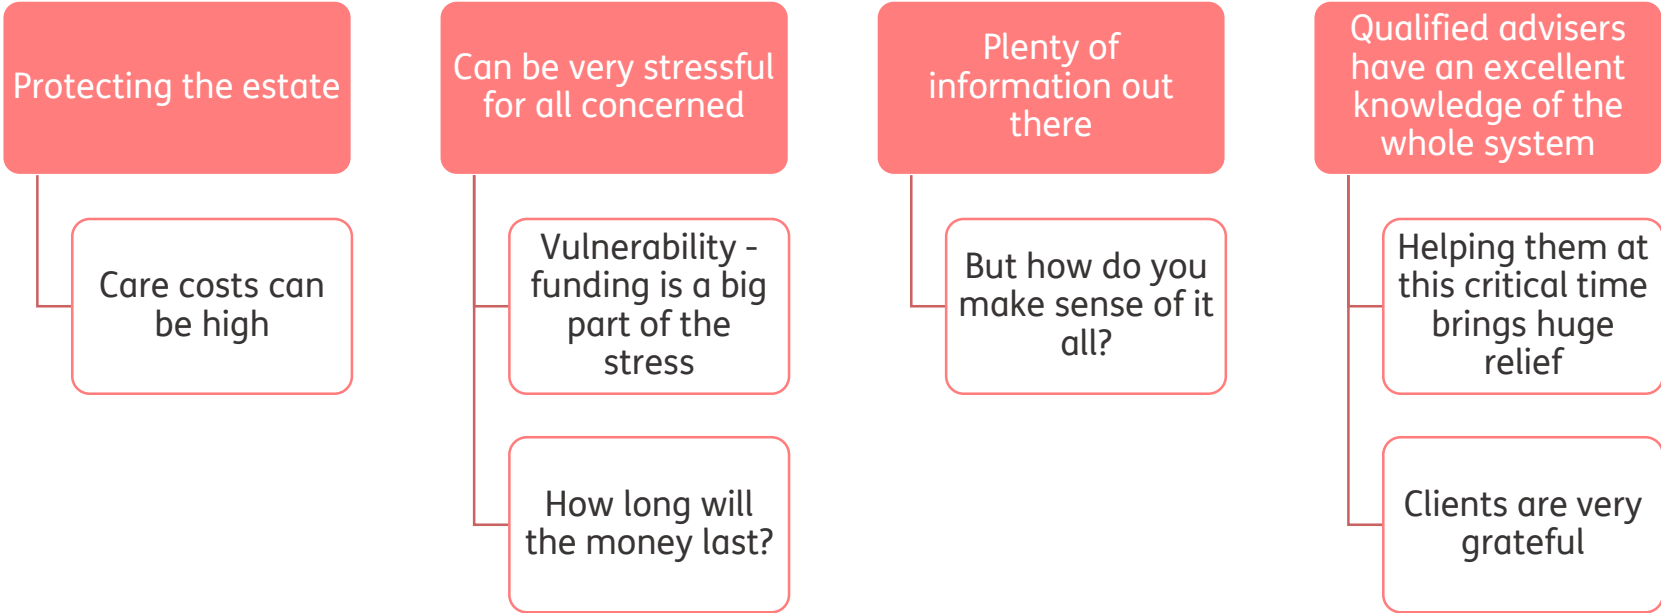 Protecting the estate
Care costs can
be high
Can be very stressful
for all concerned
Vulnerability -
funding is a big
part of the
stress
How long will
the money last?
Plenty of
information out
there
But how do you
make sense of it
all?
Qualified advisers
have an excellent
knowledge of the
whole system
Helping them at
this critical time
brings huge
relief
Clients are very
grateful